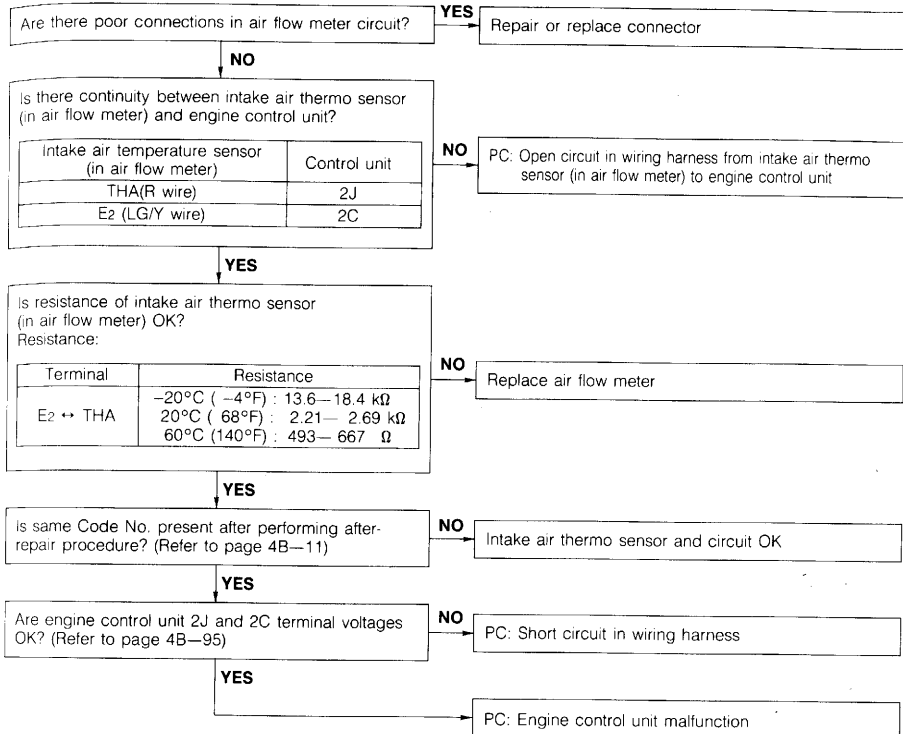 Are there poor connections in air flow meter circuit?
YES
Repair or replace connector
NO
Is there continuity between intake air thermo sensor
(in air flow meter) and engine control unit?
Intake air temperature sensor
(in air flow meter)
Control unit
THA(R wire)
2J
E2 (LG/Y wire)
2C
NO
PC: Open circuit in wiring harness from intake air thermo
sensor (in air flow meter) to engine control unit
YES
Is resistance of intake air thermo sensor
(in air flow meter) OK?
Resistance:
Terminal
Resistance
E2 ↔ THA
−20°C ( −4°F) : 13.6—18.4 kΩ
20°C ( 68°F) : 2.21— 2.69 kΩ
60°C (140°F) : 493— 667 Ω
NO
Replace air flow meter
YES
Is same Code No. present after performing after-
repair procedure? (Refer to page 4B—11)
NO
Intake air thermo sensor and circuit OK
YES
Are engine control unit 2J and 2C terminal voltages
OK? (Refer to page 4B—95)
NO
PC: Short circuit in wiring harness
YES
PC: Engine control unit malfunction